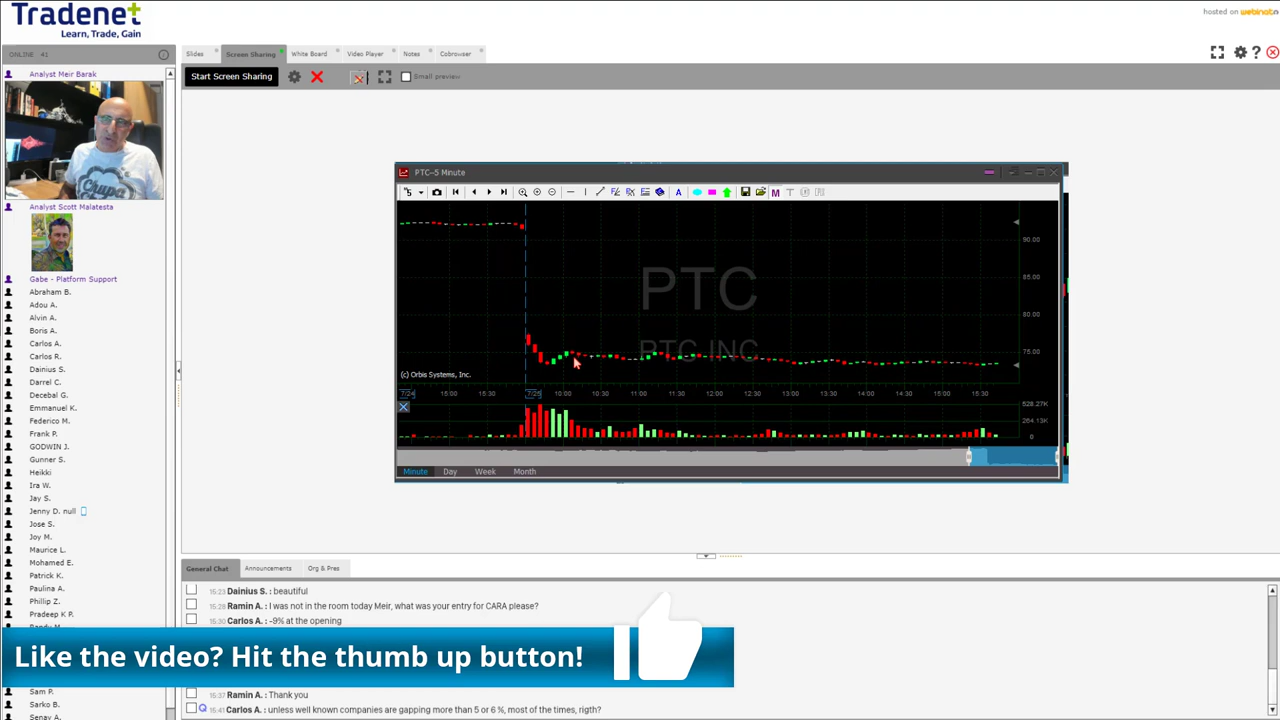 Tradenet
Learn, Trade, Gain
hosted on
ONLINE 41
Slides
Screen Sharing
White Board
Video Player
Notes
Cobrowser
Start Screen Sharing
Small preview
Analyst Meir Barak
Analyst Scott Malatesta
Gabe - Platform Support
Abraham B.
Adou A.
Alvin A.
Boris A.
Carlos A.
Carlos R.
Dainius S.
Darrel C.
Decebal G.
Emmanuel K.
Federico M.
Frank P.
GODWIN J.
Gunner S.
Heikki
Ira W.
Jay S.
Jenny D. null
Jose S.
Joy M.
Maurice L.
Mohamed E.
Patrick K.
Paulina A.
Phillip Z.
Pradeep K P.
Sam P.
Sarko B.
Senay A.
PTC--5 Minute
90.00
85.00
80.00
75.00
PTC
PTC INC
(c) Orbis Systems, Inc.
7/24 15:00 15:30 7/25 10:00 10:30 11:00 11:30 12:00 12:30 13:00 13:30 14:00 14:30 15:00 15:30
528.27K
264.13K
0
Minute Day Week Month
General Chat
Announcements
Org & Pres
15:23 Dainius S. : beautiful
15:28 Ramin A. : I was not in the room today Meir, what was your entry for CARA please?
15:30 Carlos A. : -9% at the opening
Like the video? Hit the thumb up button!
15:37 Ramin A. : Thank you
15:41 Carlos A. : unless well known companies are gapping more than 5 or 6 %, most of the times, rigth?